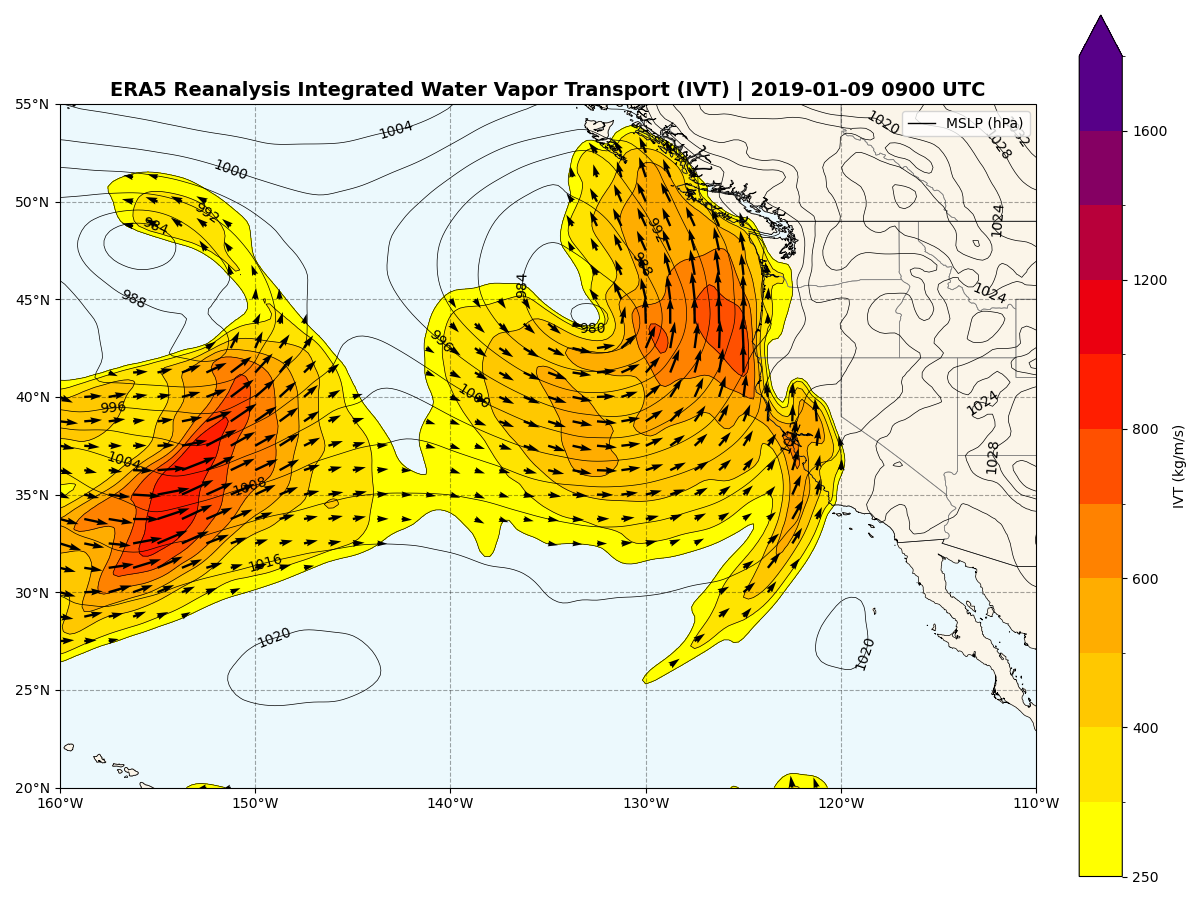 ERA5 Reanalysis Integrated Water Vapor Transport (IVT) | 2019-01-09 0900 UTC
MSLP (hPa)
55°N
50°N
45°N
40°N
35°N
30°N
25°N
20°N
160°W
150°W
140°W
130°W
120°W
110°W
1004
1000
992
984
988
996
1004
1008
1016
1020
984
980
996
1000
992
988
1020
1028
1024
1024
1024
1028
1020
1600
1200
800
600
400
250
IVT (kg/m/s)